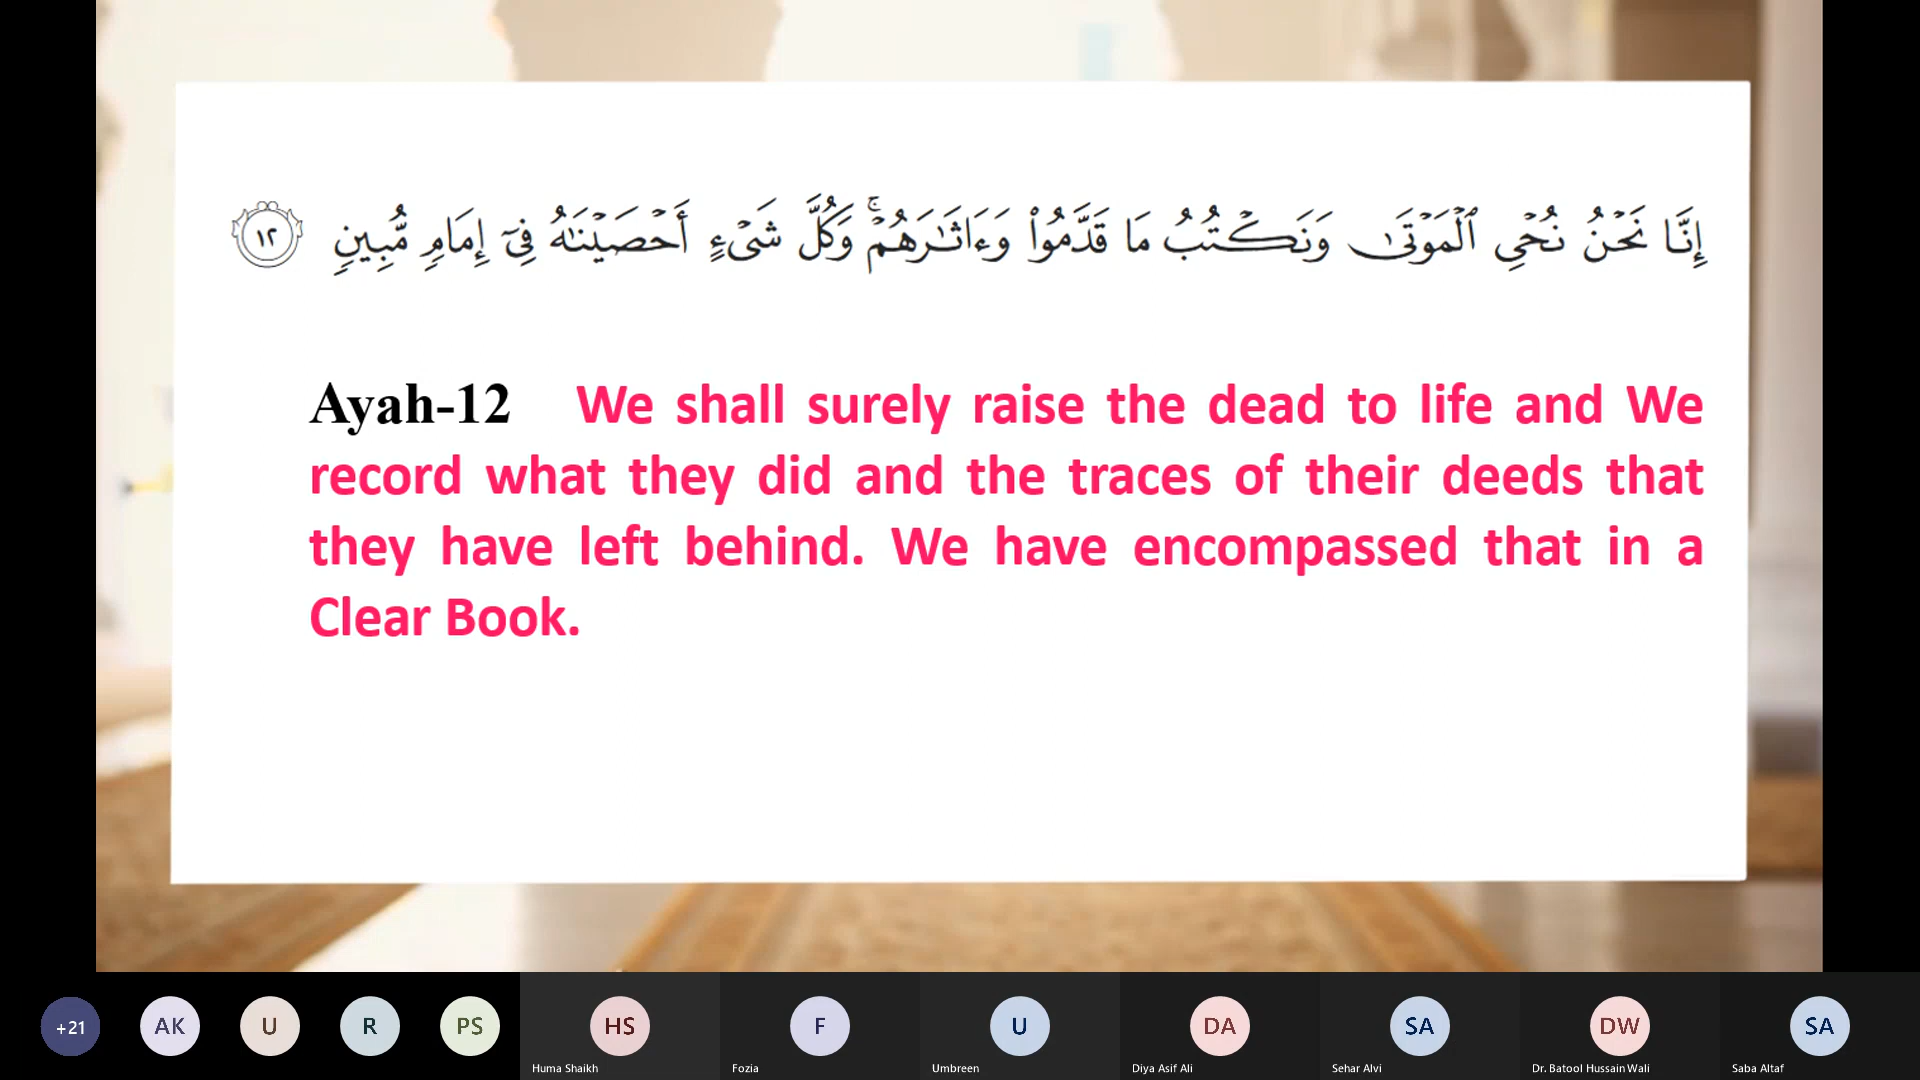 إِنَّا نَحْنُ نُحْىِ ٱلْمَوْتَىٰ وَنَكْتُبُ مَا قَدَّمُوا۟ وَءَاثَـٰرَهُمْ ۚ وَكُلَّ شَىْءٍ أَحْصَيْنَـٰهُ فِىٓ إِمَامٍ مُّبِينٍ ١٢
Ayah-12 We shall surely raise the dead to life and We
record what they did and the traces of their deeds that
they have left behind. We have encompassed that in a
Clear Book.
+21 AK U R PS HS F U DA SA DW SA
Huma Shaikh Fozia Umbreen Diya Asif Ali Sehar Alvi Dr. Batool Hussain Wali Saba Altaf